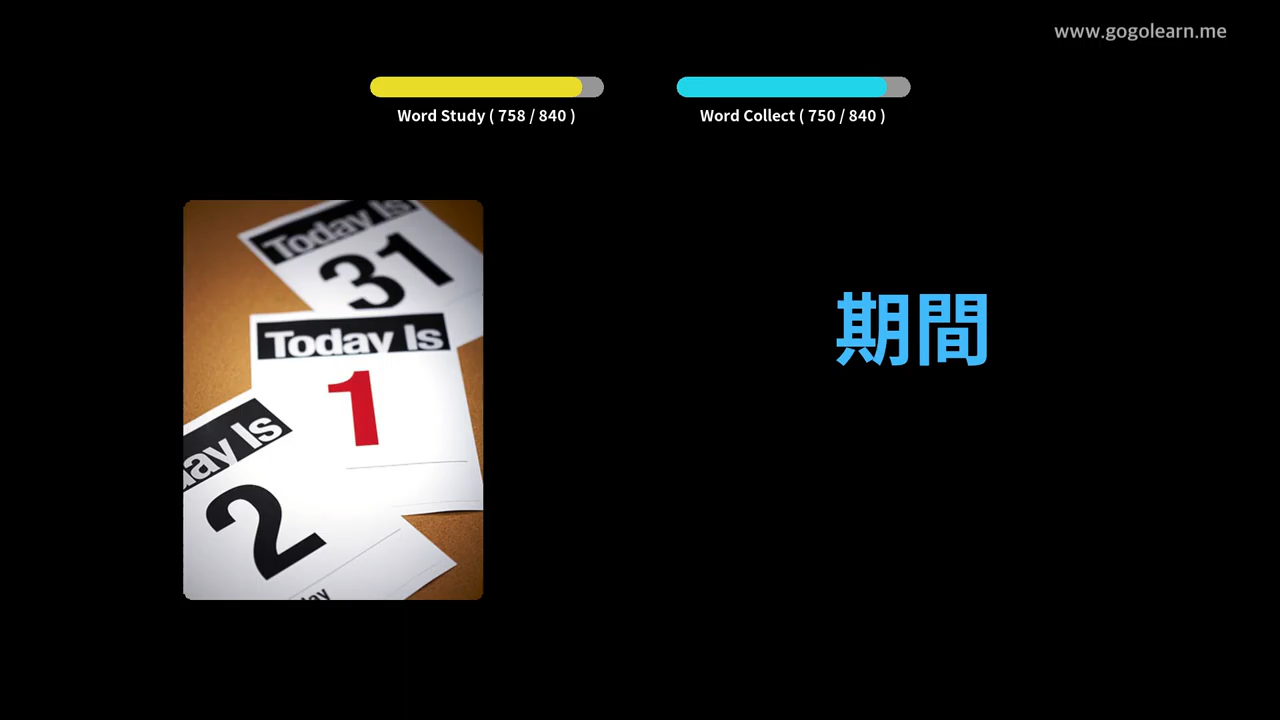 www.gogolearn.me
Word Study ( 758 / 840 )
Word Collect ( 750 / 840 )
Today Is
31
Today Is
1
ay Is
2
期間